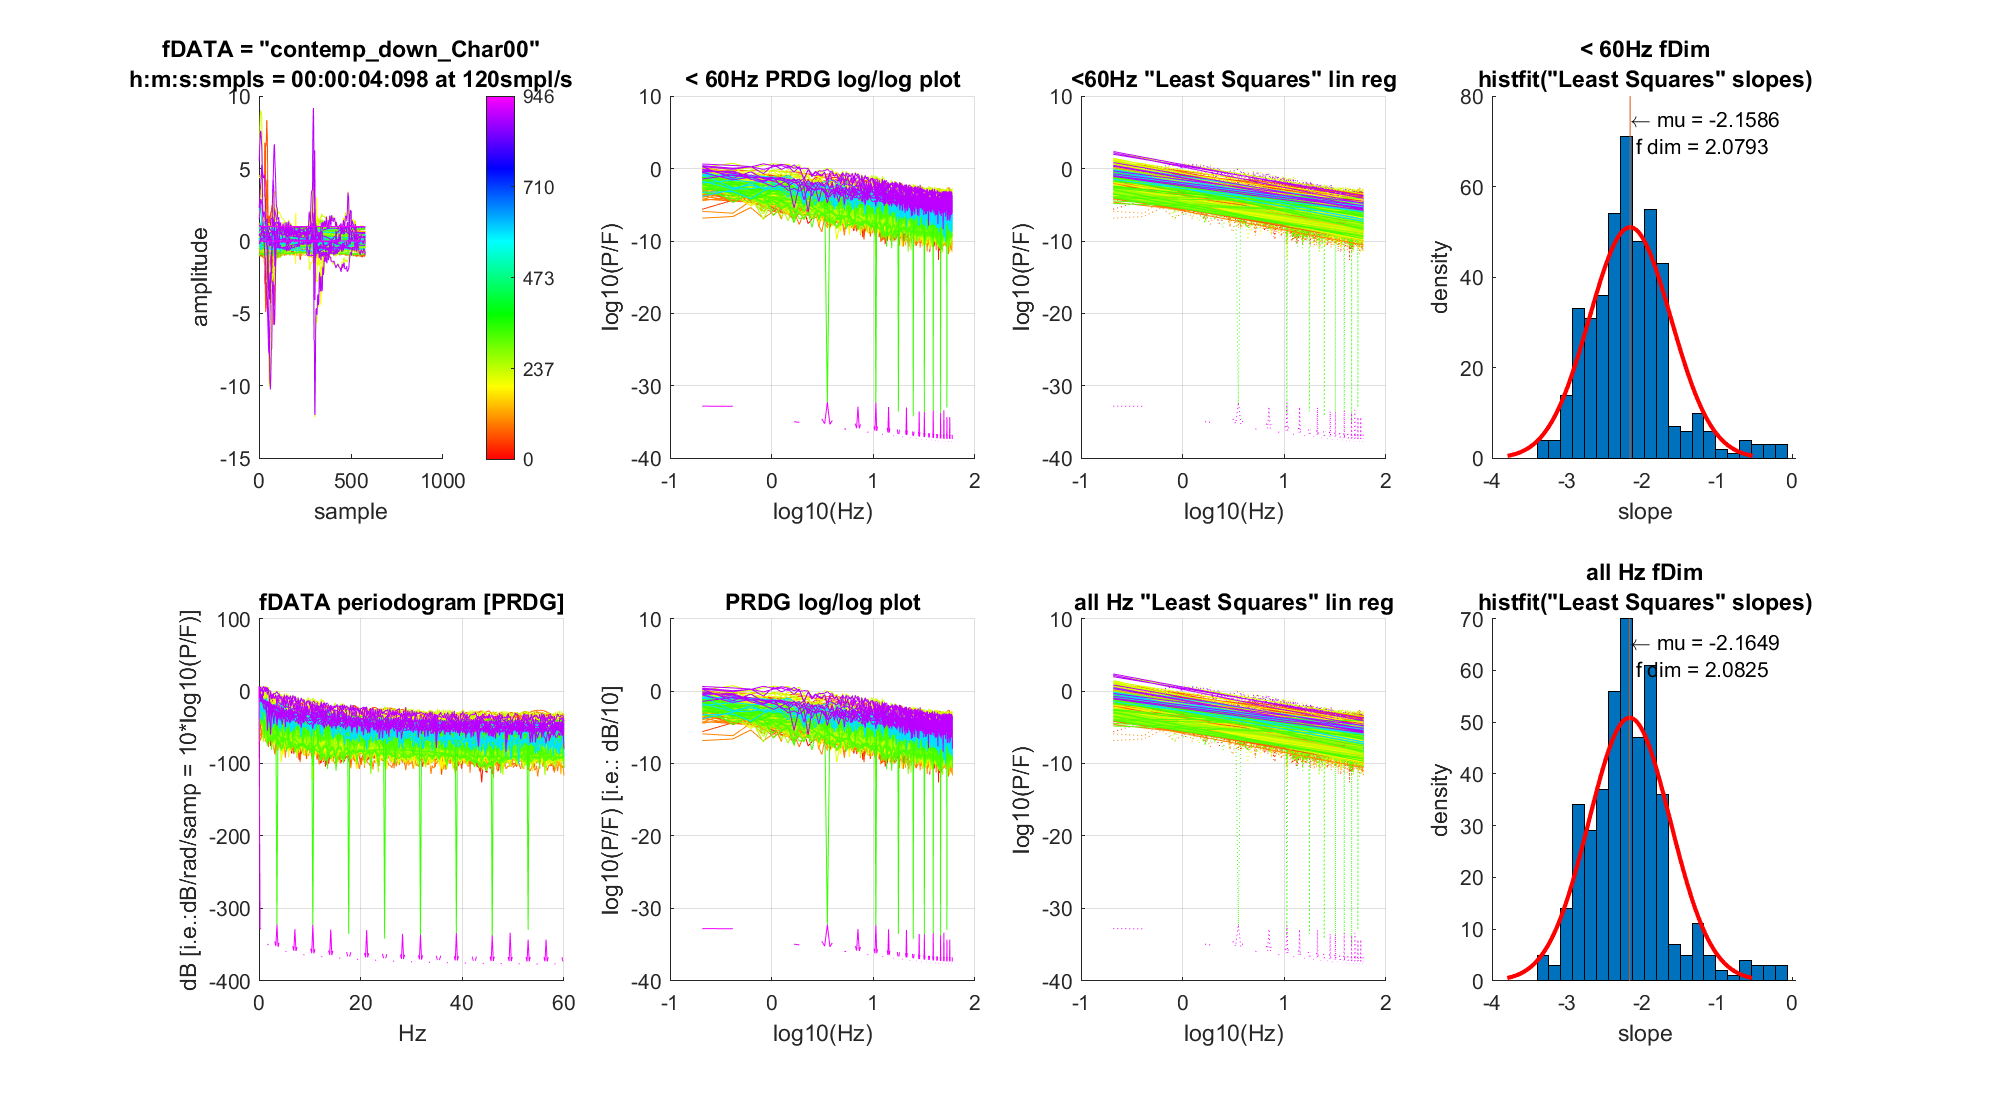 fDATA = "contemp_down_Char00"
h:m:s:smpls = 00:00:04:098 at 120smpl/s
10
5
0
-5
-10
-15
amplitude
0
500
1000
sample
946
710
473
237
0
< 60Hz PRDG log/log plot
10
0
-10
-20
-30
-40
log10(P/F)
-1
0
1
2
log10(Hz)
<60Hz "Least Squares" lin reg
10
0
-10
-20
-30
-40
log10(P/F)
-1
0
1
2
log10(Hz)
< 60Hz fDim
histfit("Least Squares" slopes)
← mu = -2.1586
f dim = 2.0793
80
60
40
20
0
density
-4
-3
-2
-1
0
slope
fDATA periodogram [PRDG]
100
0
-100
-200
-300
-400
dB [i.e.:dB/rad/samp = 10*log10(P/F)]
0
20
40
60
Hz
PRDG log/log plot
10
0
-10
-20
-30
-40
log10(P/F) [i.e.: dB/10]
-1
0
1
2
log10(Hz)
all Hz "Least Squares" lin reg
10
0
-10
-20
-30
-40
log10(P/F)
-1
0
1
2
log10(Hz)
all Hz fDim
histfit("Least Squares" slopes)
← mu = -2.1649
f dim = 2.0825
70
60
50
40
30
20
10
0
density
-4
-3
-2
-1
0
slope